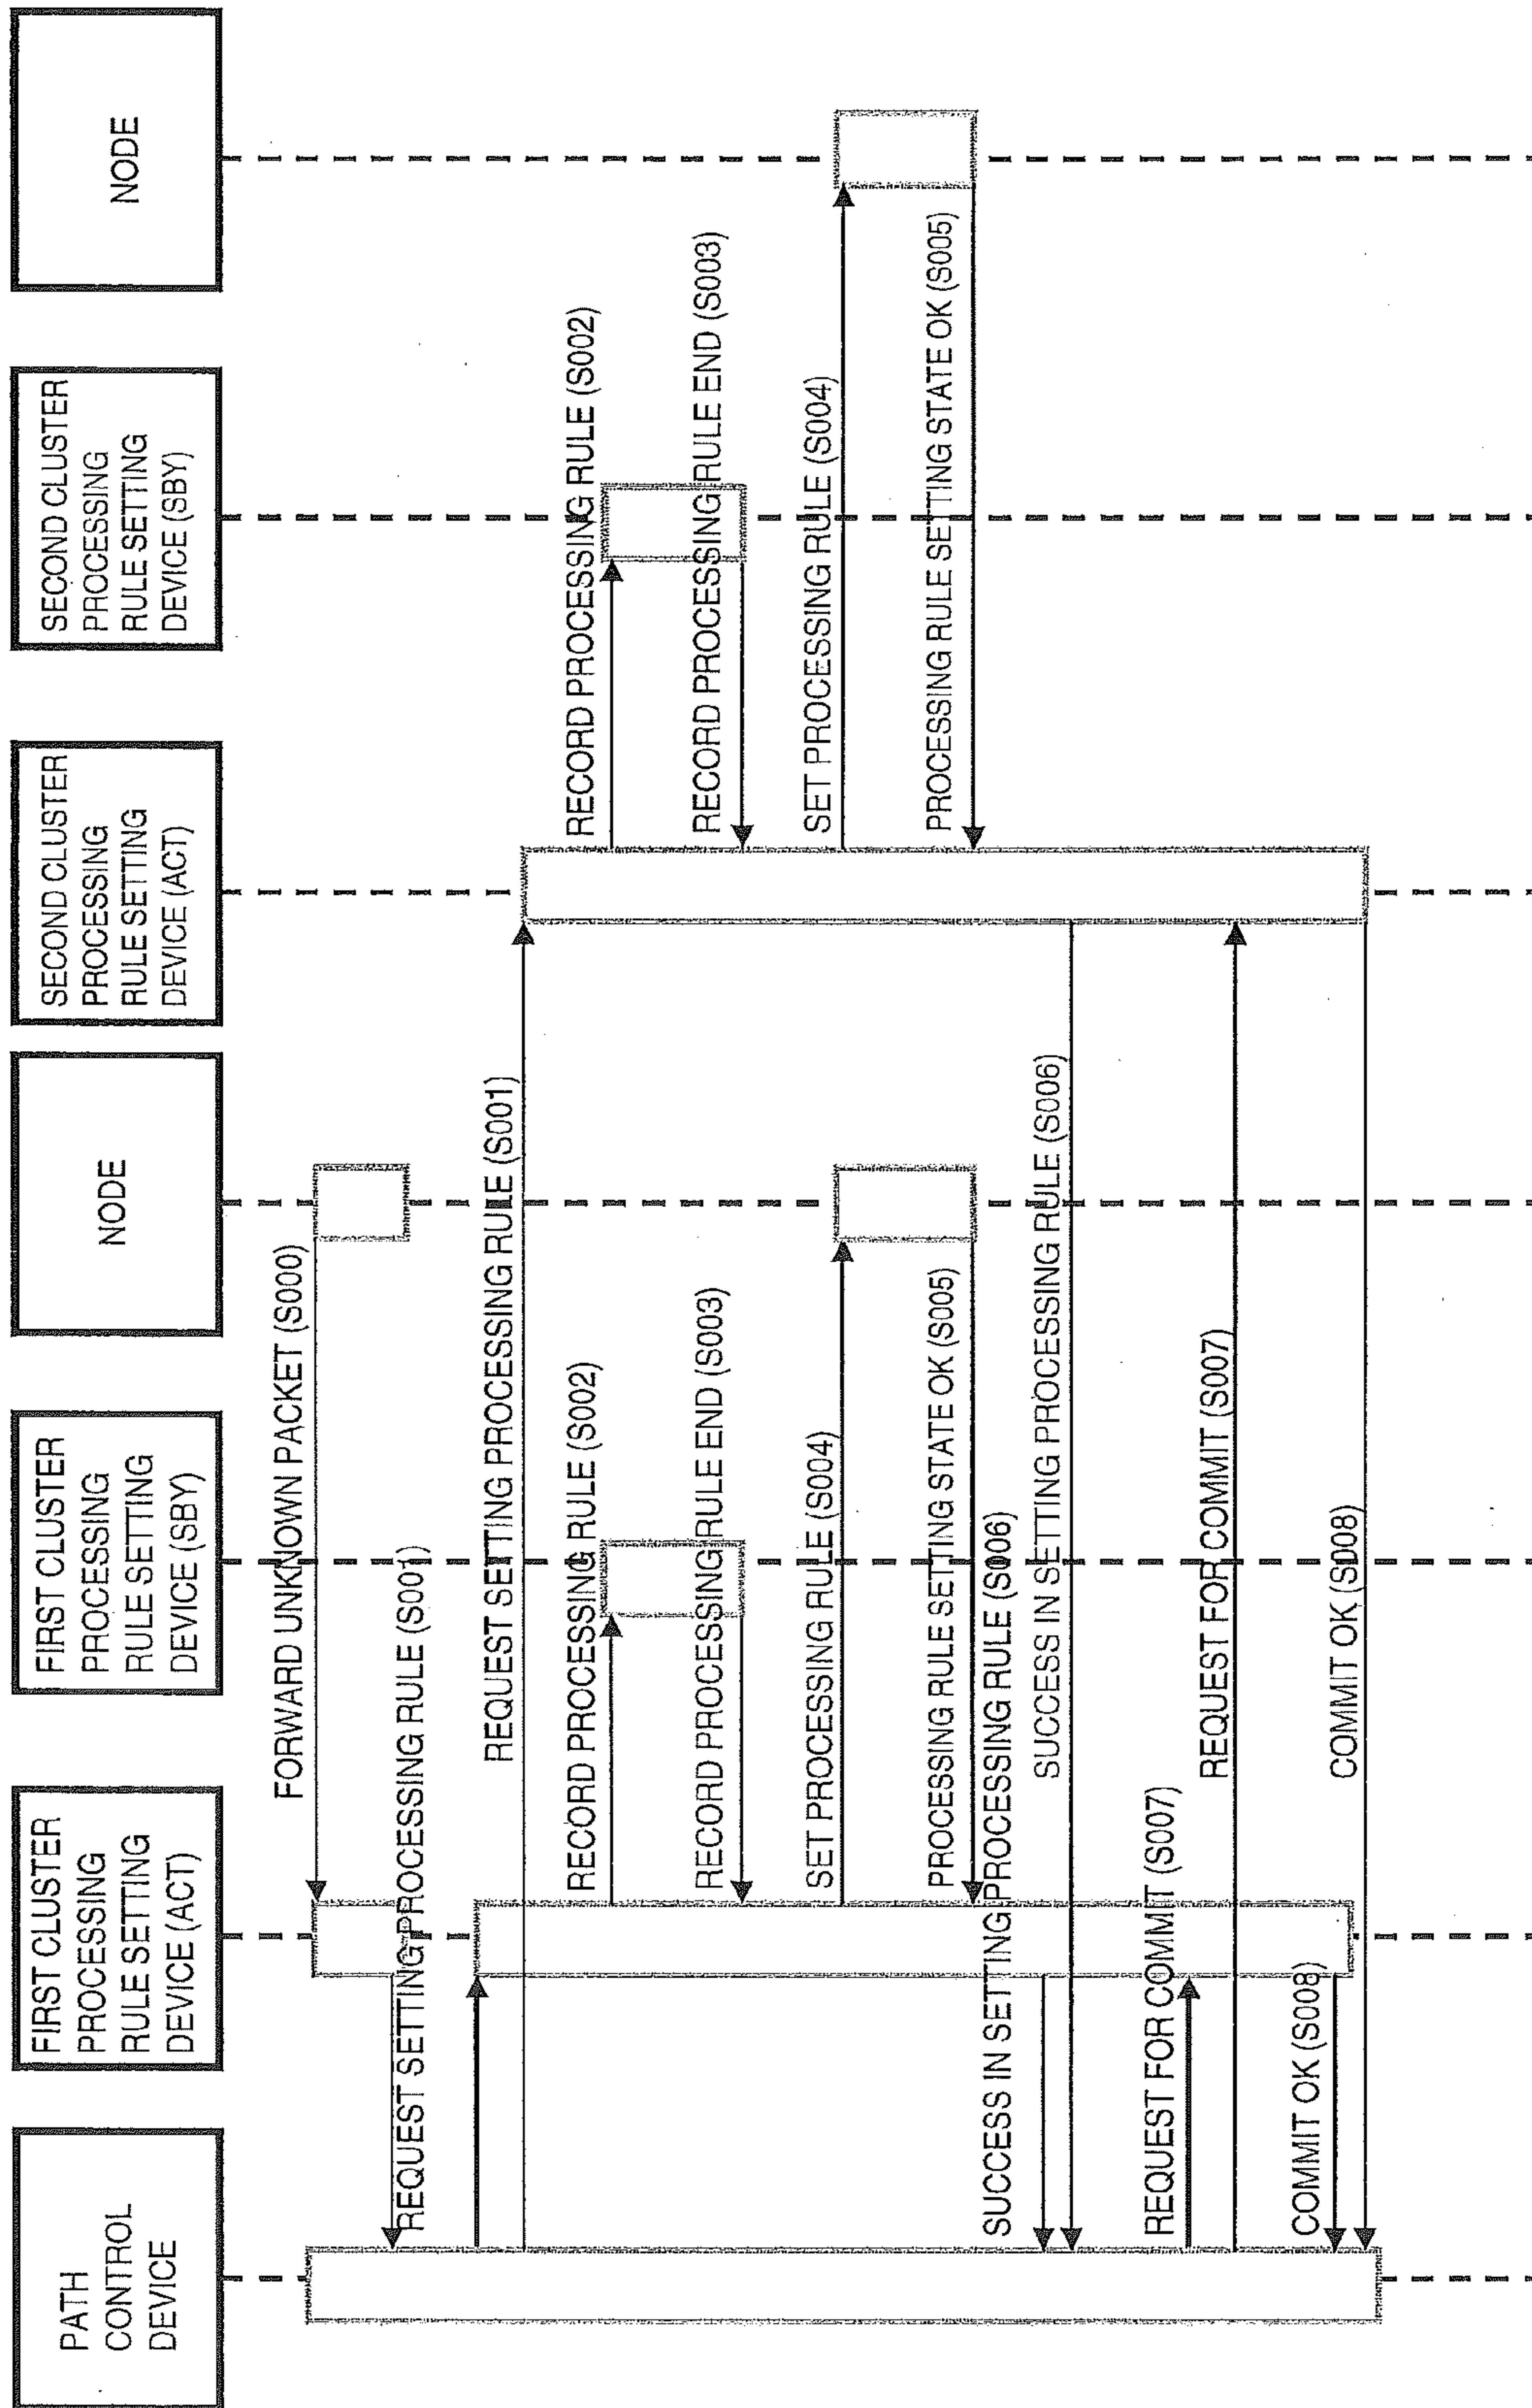 PATH
CONTROL
DEVICE
FIRST CLUSTER
PROCESSING
RULE SETTING
DEVICE (ACT)
FIRST CLUSTER
PROCESSING
RULE SETTING
DEVICE (SBY)
NODE
SECOND CLUSTER
PROCESSING
RULE SETTING
DEVICE (ACT)
SECOND CLUSTER
PROCESSING
RULE SETTING
DEVICE (SBY)
NODE
FORWARD UNKNOWN PACKET (S000)
REQUEST SETTING PROCESSING RULE (S001)
REQUEST SETTING PROCESSING RULE (S001)
RECORD PROCESSING RULE (S002)
RECORD PROCESSING RULE (S002)
RECORD PROCESSING RULE END (S003)
RECORD PROCESSING RULE END (S003)
SET PROCESSING RULE (S004)
SET PROCESSING RULE (S004)
PROCESSING RULE SETTING STATE OK (S005)
PROCESSING RULE SETTING STATE OK (S005)
SUCCESS IN SETTING PROCESSING RULE (S006)
SUCCESS IN SETTING PROCESSING RULE (S006)
REQUEST FOR COMMIT (S007)
REQUEST FOR COMMIT (S007)
COMMIT OK (S008)
COMMIT OK (S008)